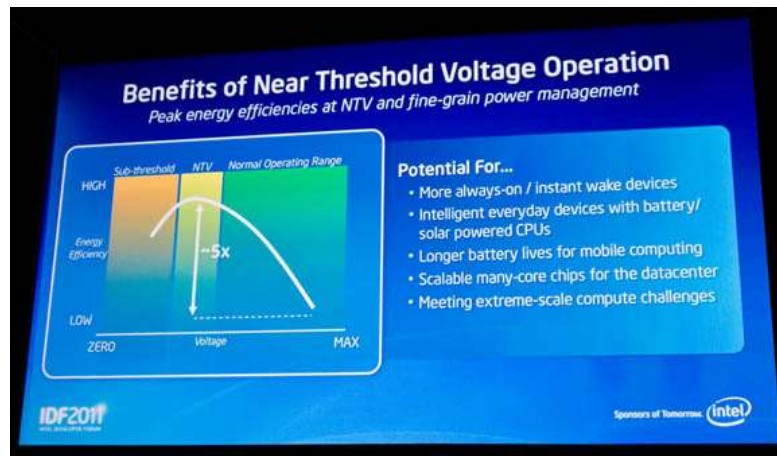 Benefits of Near Threshold Voltage Operation
Peak energy efficiencies at NTV and fine-grain power management
Sub-threshold NTV Normal Operating Range
HIGH
Energy
Efficiency
~5x
LOW
ZERO Voltage MAX
Potential For...
• More always-on / instant wake devices
• Intelligent everyday devices with battery/
solar powered CPUs
• Longer battery lives for mobile computing
• Scalable many-core chips for the datacenter
• Meeting extreme-scale compute challenges
IDF2011
INTEL DEVELOPER FORUM
Sponsors of Tomorrow.
(intel)